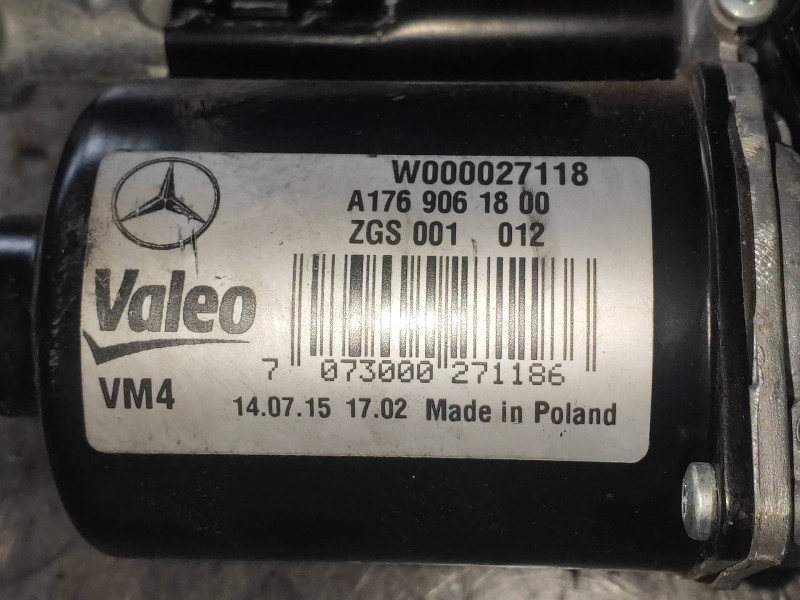 W000027118
A176 906 18 00
ZGS 001 012
Valeo
7 073000 271186
VM4
14.07.15 17.02 Made in Poland